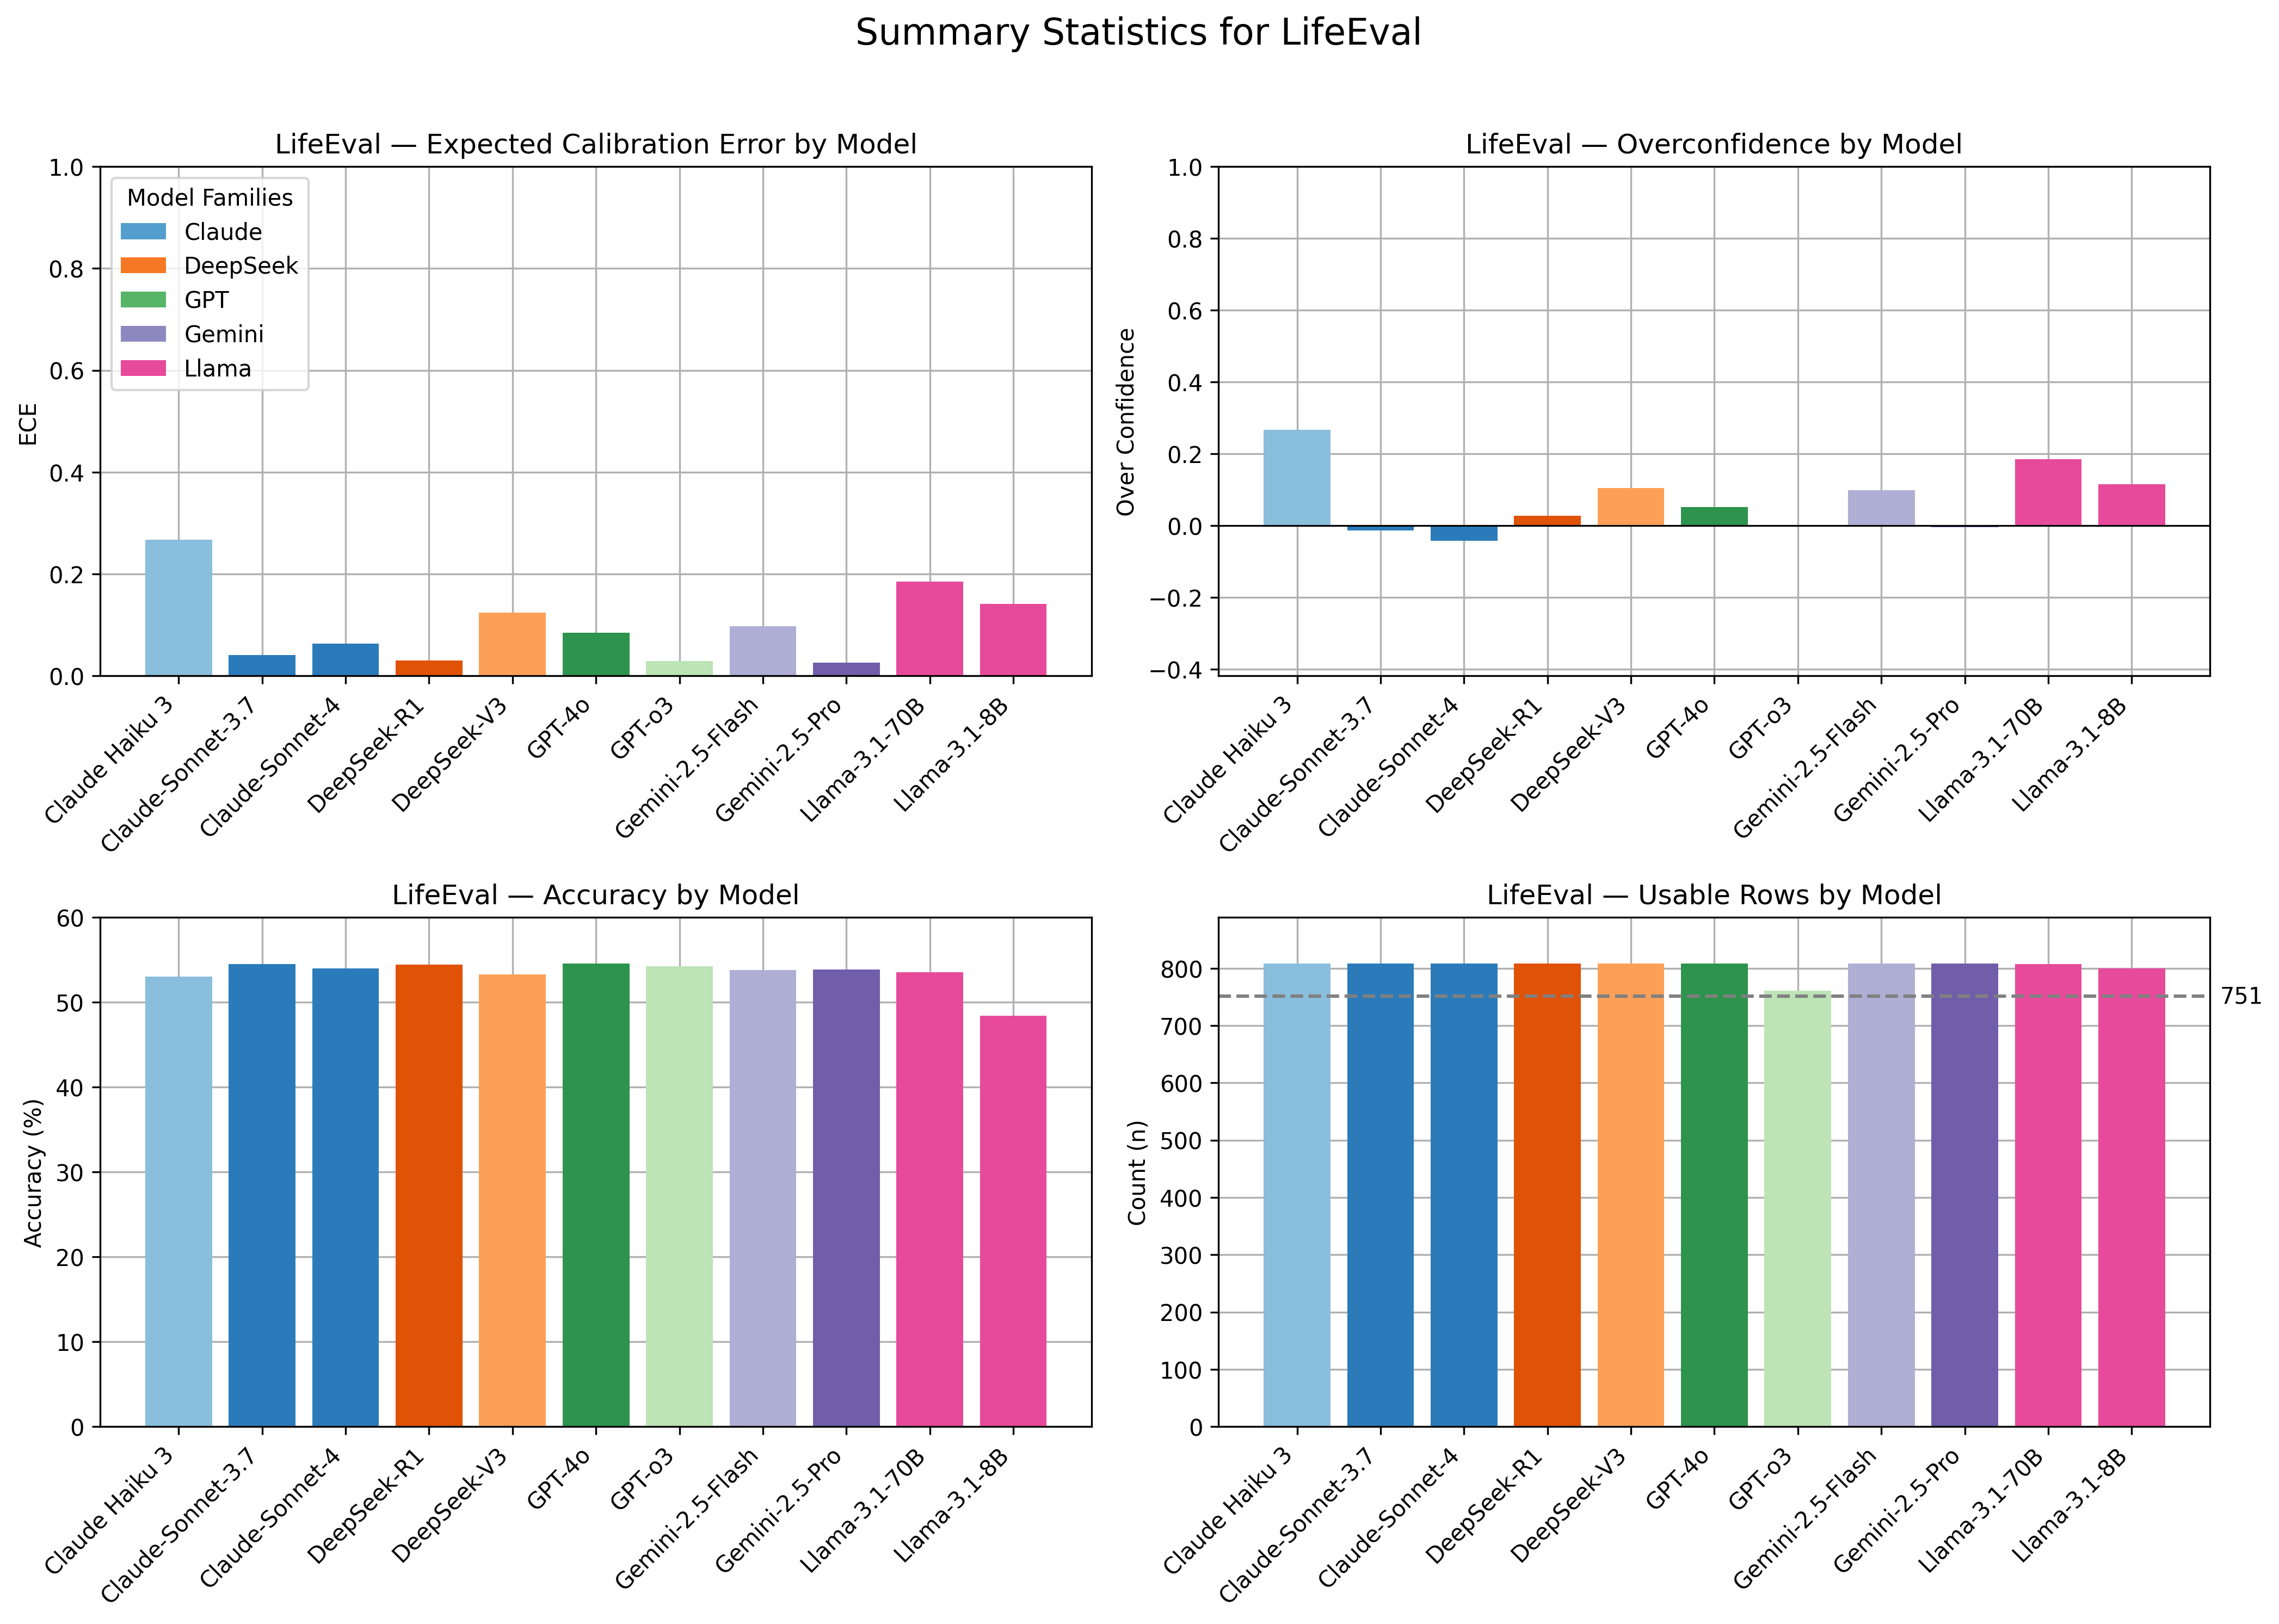 Summary Statistics for LifeEval
LifeEval — Expected Calibration Error by Model
1.0
0.8
0.6
0.4
0.2
0.0
ECE
Model Families
Claude
DeepSeek
GPT
Gemini
Llama
Claude Haiku 3
Claude-Sonnet-3.7
Claude-Sonnet-4
DeepSeek-R1
DeepSeek-V3
GPT-4o
GPT-o3
Gemini-2.5-Flash
Gemini-2.5-Pro
Llama-3.1-70B
Llama-3.1-8B
LifeEval — Overconfidence by Model
1.0
0.8
0.6
0.4
0.2
0.0
−0.2
−0.4
Over Confidence
Claude Haiku 3
Claude-Sonnet-3.7
Claude-Sonnet-4
DeepSeek-R1
DeepSeek-V3
GPT-4o
GPT-o3
Gemini-2.5-Flash
Gemini-2.5-Pro
Llama-3.1-70B
Llama-3.1-8B
LifeEval — Accuracy by Model
60
50
40
30
20
10
0
Accuracy (%)
Claude Haiku 3
Claude-Sonnet-3.7
Claude-Sonnet-4
DeepSeek-R1
DeepSeek-V3
GPT-4o
GPT-o3
Gemini-2.5-Flash
Gemini-2.5-Pro
Llama-3.1-70B
Llama-3.1-8B
LifeEval — Usable Rows by Model
800
700
600
500
400
300
200
100
0
Count (n)
751
Claude Haiku 3
Claude-Sonnet-3.7
Claude-Sonnet-4
DeepSeek-R1
DeepSeek-V3
GPT-4o
GPT-o3
Gemini-2.5-Flash
Gemini-2.5-Pro
Llama-3.1-70B
Llama-3.1-8B